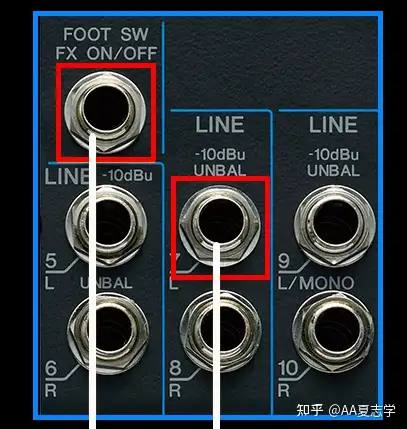 FOOT SW
FX ON/OFF
LINE
LINE
-10dBu
UNBAL
-10dBu
UNBAL
LINE -10dBu
5
L
UNBAL
7
L
9
L/MONO
6
R
8
R
10
R
知乎 @AA夏志学